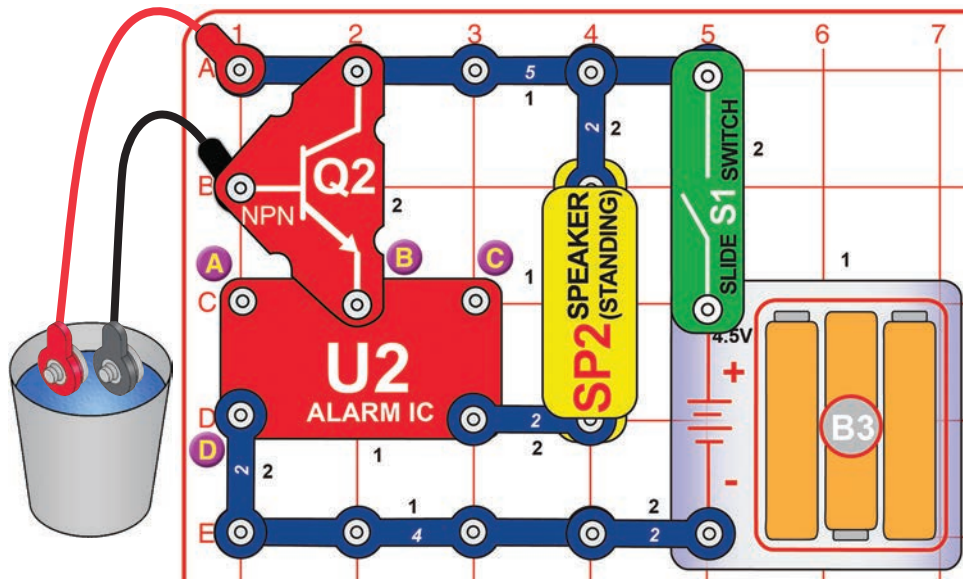 1 2 3 4 5 6 7
A
5
1
2
2
2
SLIDE S1 SWITCH
B
NPN
Q2
2
SP2 SPEAKER
(STANDING)
A
B
C
1
1
C
U2
ALARM IC
4.5V
+
-
B3
D
D
2
2
2
2
1
E
1
4
2
2